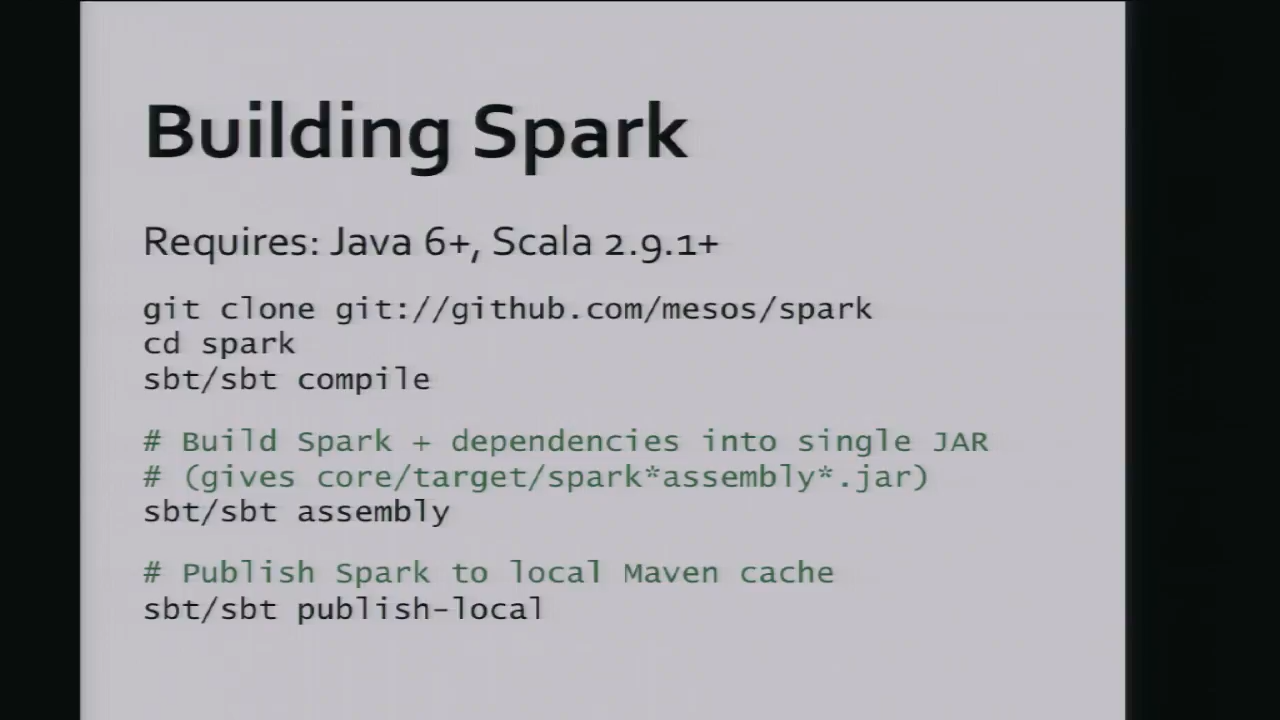 Building Spark
Requires: Java 6+, Scala 2.9.1+
git clone git://github.com/mesos/spark
cd spark
sbt/sbt compile
# Build Spark + dependencies into single JAR
# (gives core/target/spark*assembly*.jar)
sbt/sbt assembly
# Publish Spark to local Maven cache
sbt/sbt publish-local